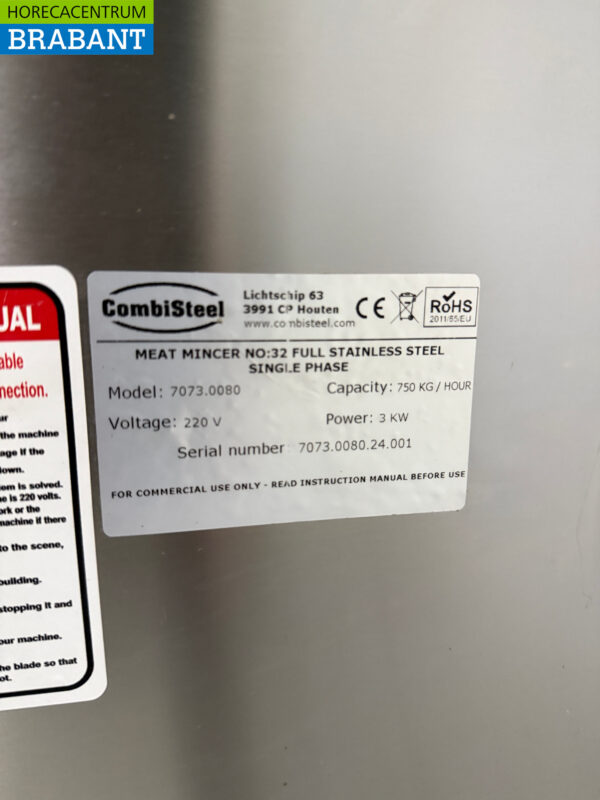 HORECACENTRUM
BRABANT
CombiSteel
Lichtschip 63
3991 CP Houten
www.combisteel.com
CE
RoHS
2011/65/EU
MEAT MINCER NO:32 FULL STAINLESS STEEL
SINGLE PHASE
Model: 7073.0080
Capacity: 750 KG / HOUR
Voltage: 220 V
Power: 3 KW
Serial number 7073.0080.24.001
FOR COMMERCIAL USE ONLY - READ INSTRUCTION MANUAL BEFORE USE
UAL
able
nection.
ur
the machine
age if the
down.
em is solved.
e is 220 volts.
ork or the
machine if there
to the scene,
building.
stopping it and
our machine.
he blade so that
ot.